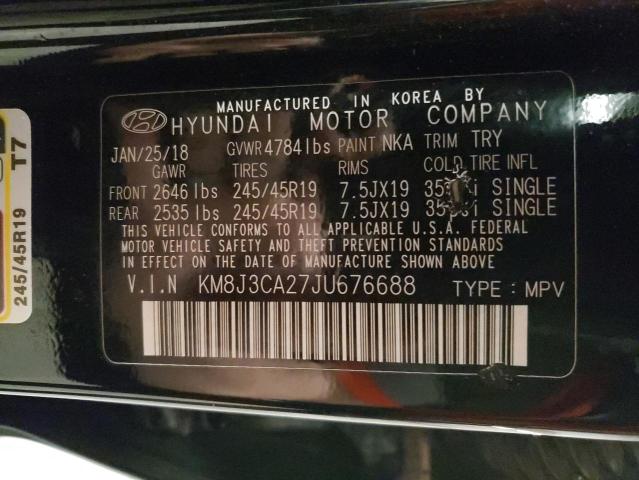 MANUFACTURED IN KOREA BY
HYUNDAI MOTOR COMPANY
JAN/25/18 GVWR 4784 lbs PAINT NKA TRIM TRY
GAWR TIRES RIMS COLD TIRE INFL
FRONT 2646 lbs 245/45R19 7.5JX19 SINGLE
REAR 2535 lbs 245/45R19 7.5JX19 SINGLE
THIS VEHICLE CONFORMS TO ALL APPLICABLE U.S.A. FEDERAL
MOTOR VEHICLE SAFETY AND THEFT PREVENTION STANDARDS
IN EFFECT ON THE DATE OF MANUFACTURE SHOWN ABOVE
V.I.N KM8J3CA27JU676688 TYPE : MPV
245/45R19 T7